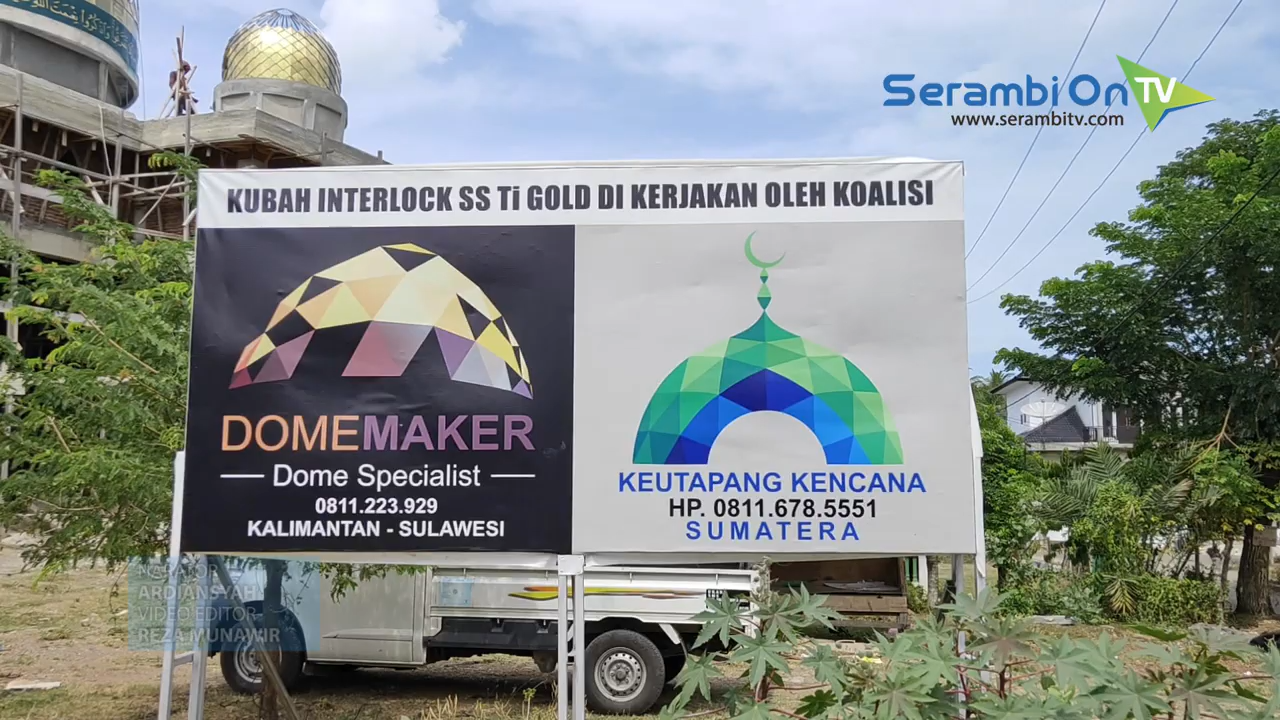 Serambi On TV
www.serambitv.com
KUBAH INTERLOCK SS Ti GOLD DI KERJAKAN OLEH KOALISI
DOMEMAKER
Dome Specialist
0811.223.929
KALIMANTAN - SULAWESI
KEUTAPANG KENCANA
HP. 0811.678.5551
SUMATERA
NARATOR
ARDIANSYAH
VIDEO EDITOR
REZA MUNAWIR